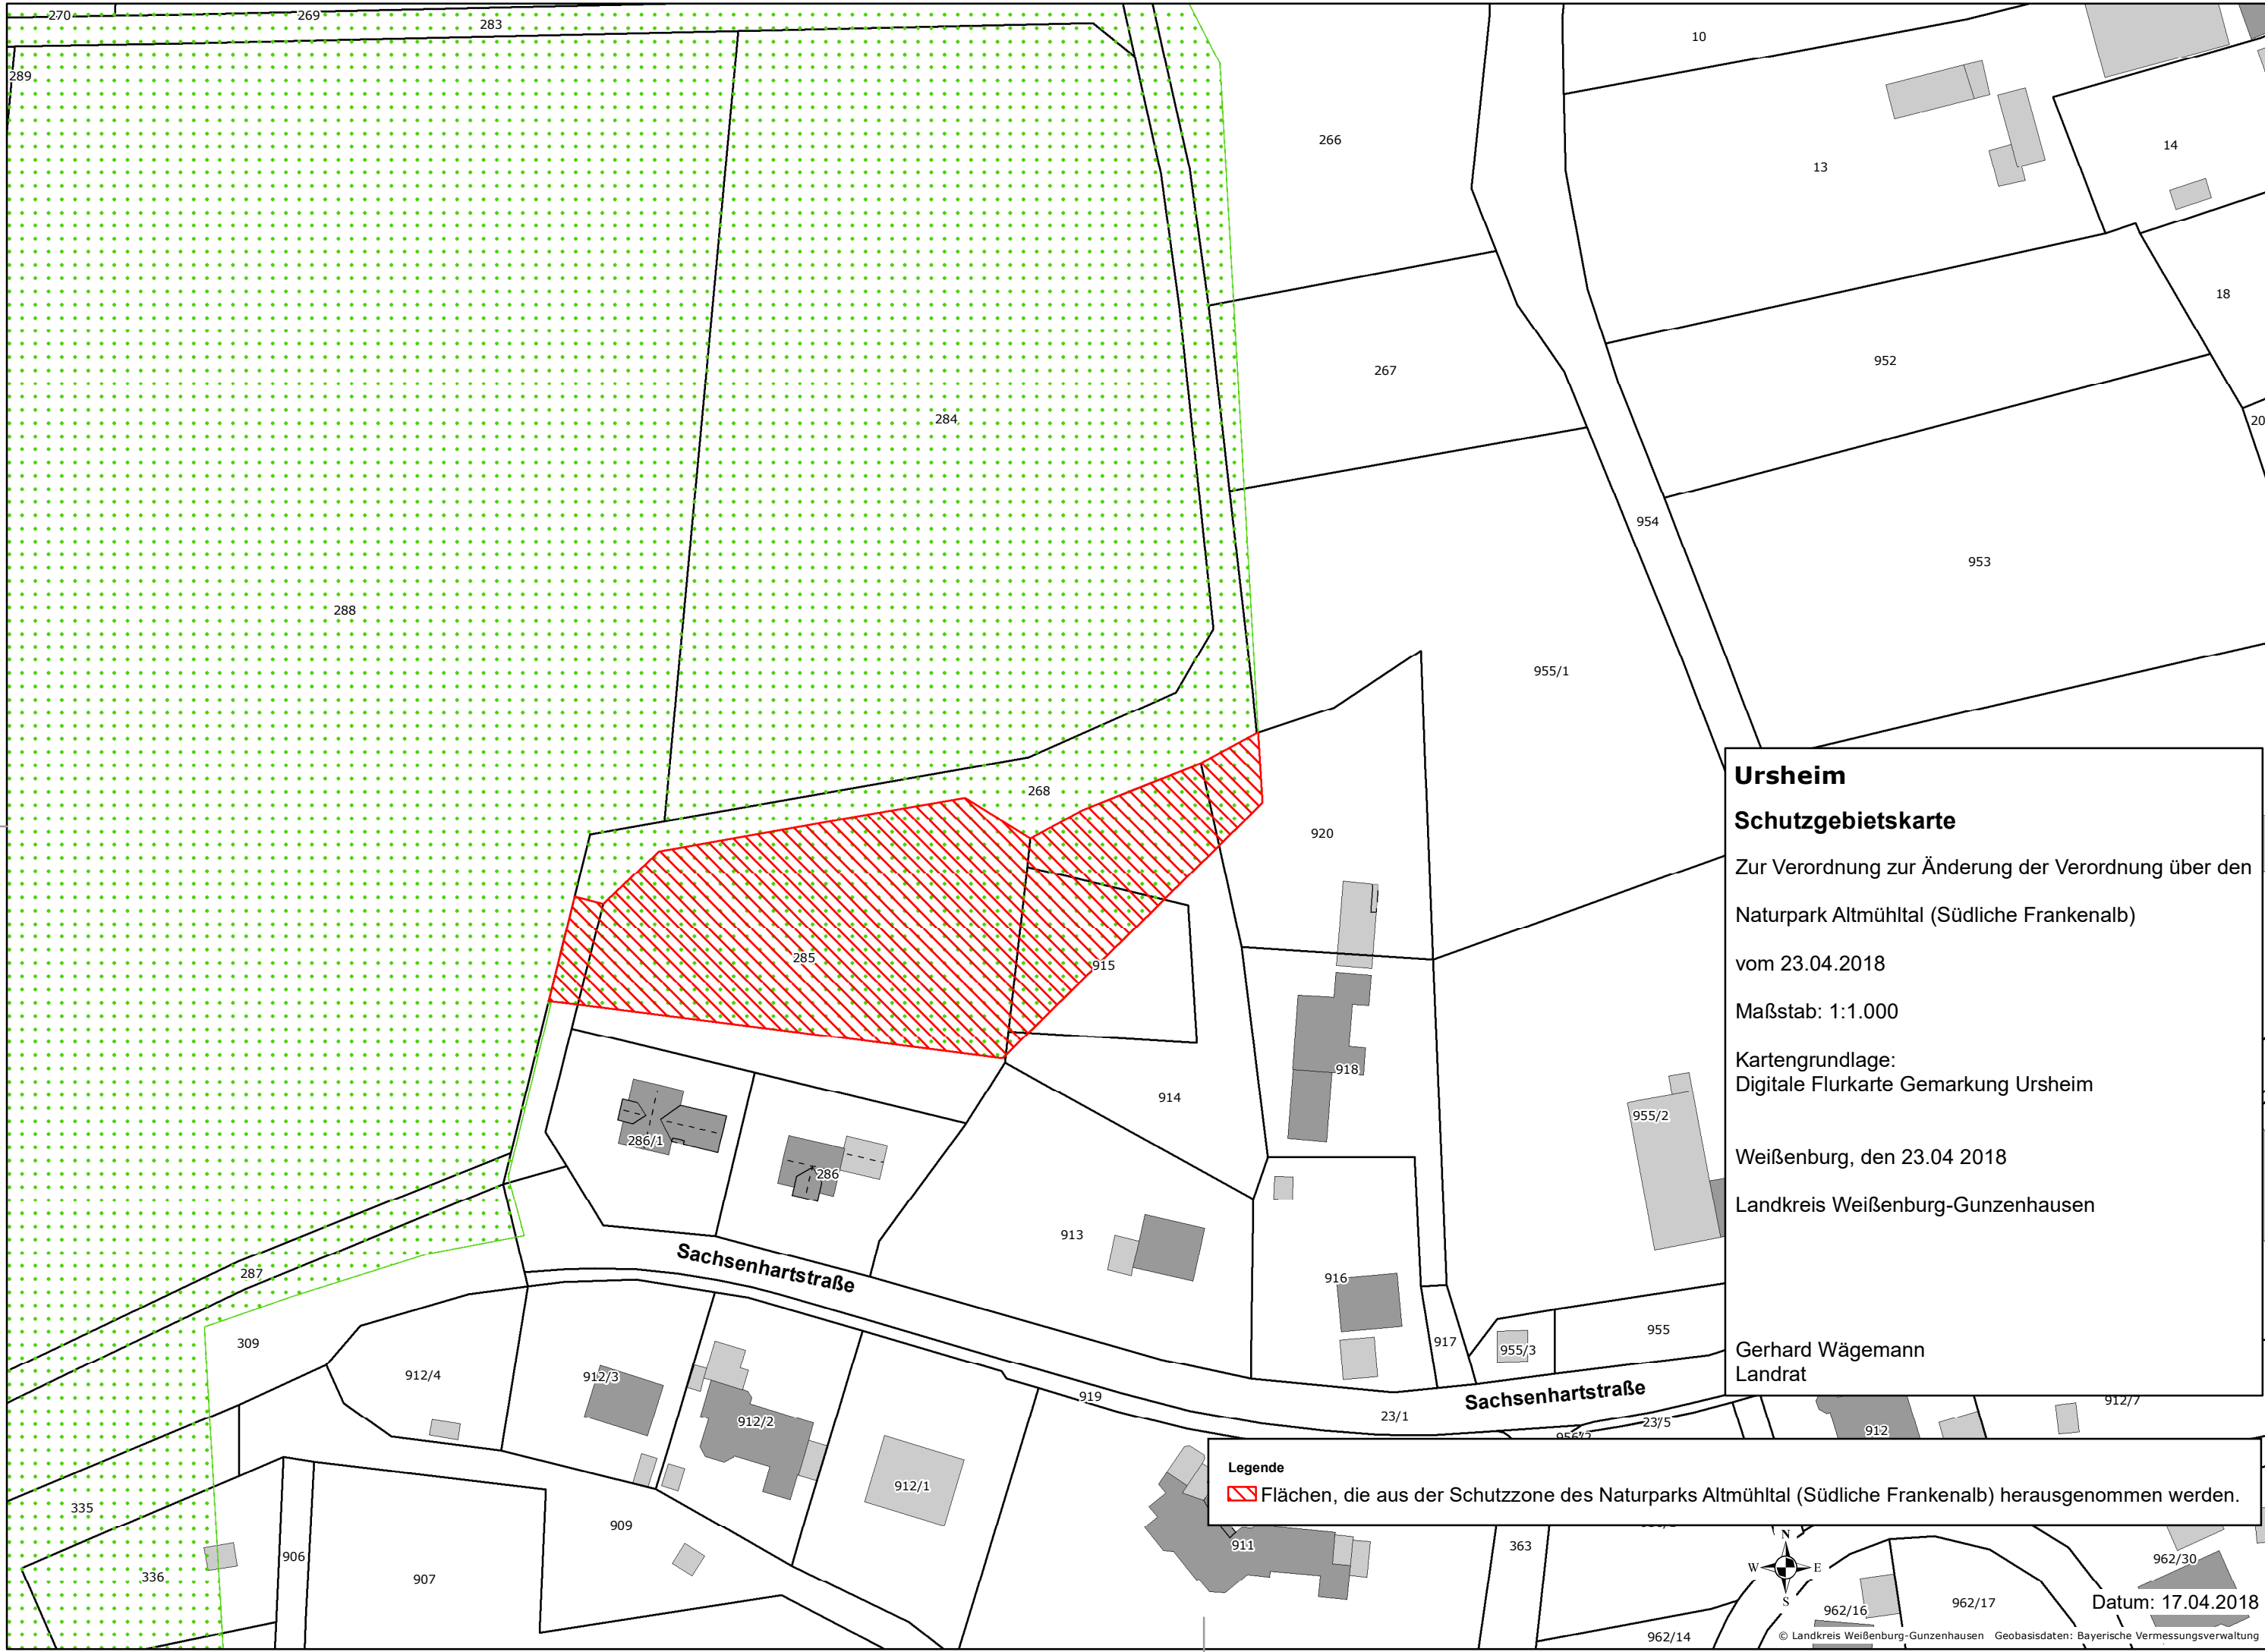 270
269
283
289
10
266
13
14
18
267
952
284
20
954
953
288
955/1
268
920
285
915
918
914
955/2
286/1
286
913
287
916
309
917
955/3
955
912/4
912/3
912/2
919
23/1
23/5
912/7
912
912/1
335
909
911
363
336
906
907
962/30
962/16
962/17
962/14
Sachsenhartstraße
Sachsenhartstraße
Ursheim
Schutzgebietskarte
Zur Verordnung zur Änderung der Verordnung über den
Naturpark Altmühltal (Südliche Frankenalb)
vom 23.04.2018
Maßstab: 1:1.000
Kartengrundlage:
Digitale Flurkarte Gemarkung Ursheim
Weißenburg, den 23.04 2018
Landkreis Weißenburg-Gunzenhausen
Gerhard Wägemann
Landrat
Legende
Flächen, die aus der Schutzzone des Naturparks Altmühltal (Südliche Frankenalb) herausgenommen werden.
N
W E
S
Datum: 17.04.2018
© Landkreis Weißenburg-Gunzenhausen Geobasisdaten: Bayerische Vermessungsverwaltung